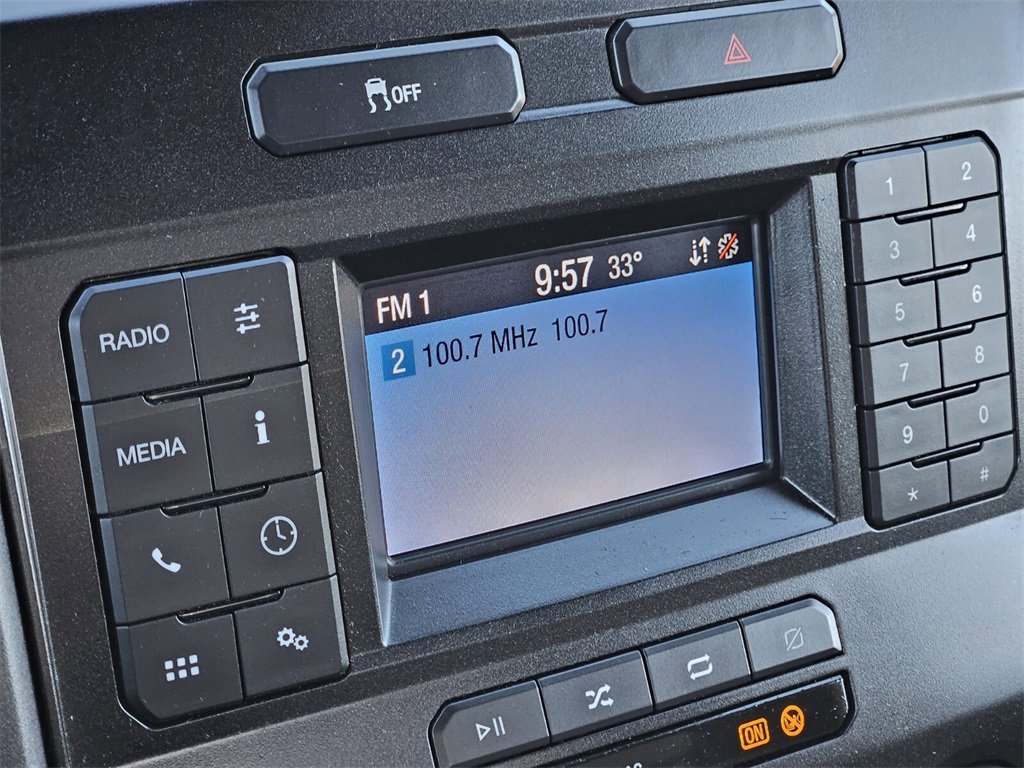 OFF
9:57 33°
FM 1
2 100.7 MHz 100.7
RADIO
MEDIA
i
1 2
3 4
5 6
7 8
9 0
* #
ON